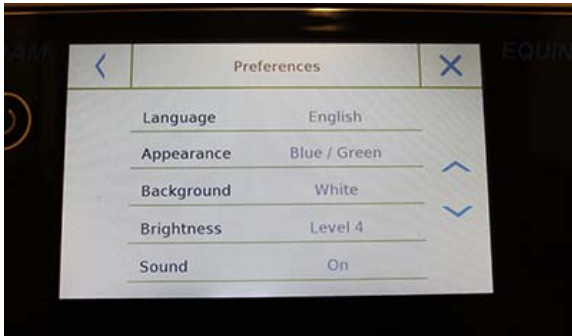 Preferences
Language English
Appearance Blue / Green
Background White
Brightness Level 4
Sound On